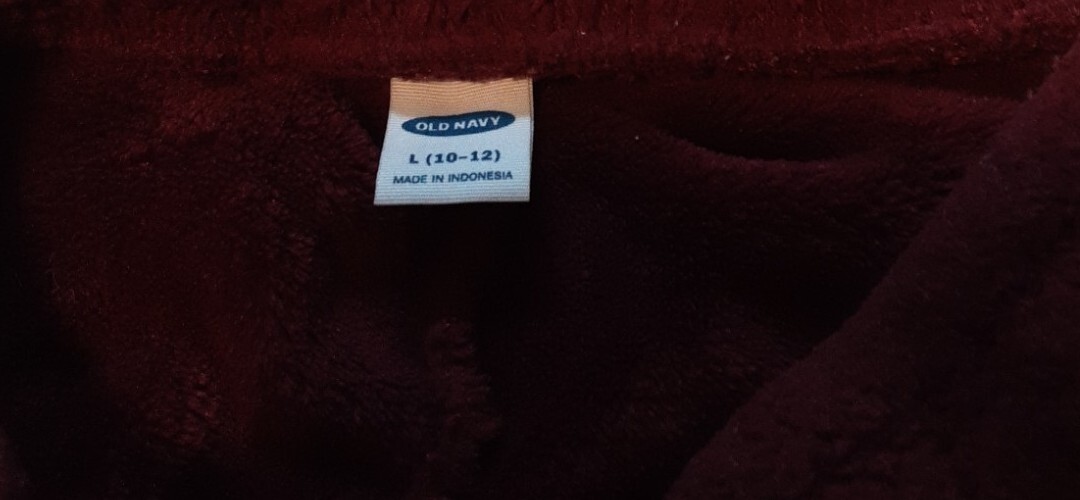 OLD NAVY
L (10-12)
MADE IN INDONESIA